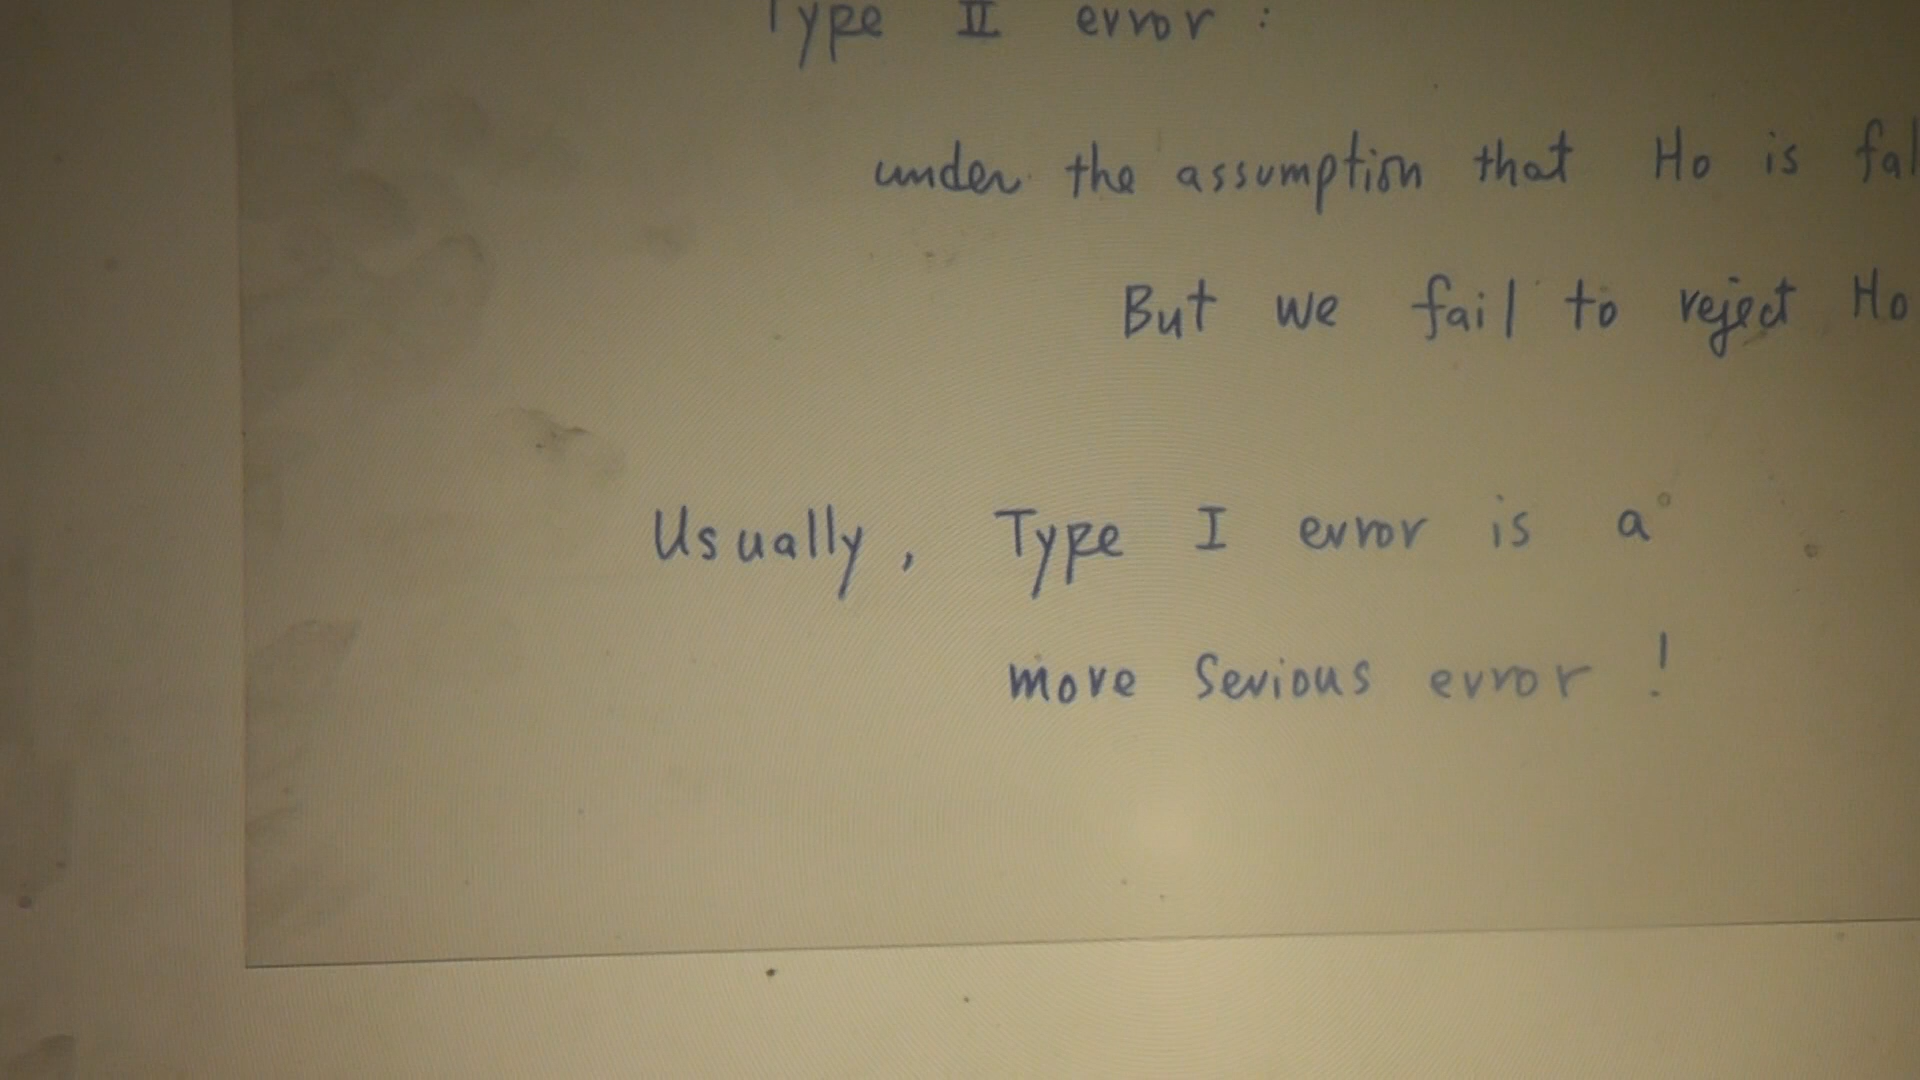 Type II error :
under the assumption that Ho is fal
But we fail to reject Ho
Usually, Type I error is a
more serious error !